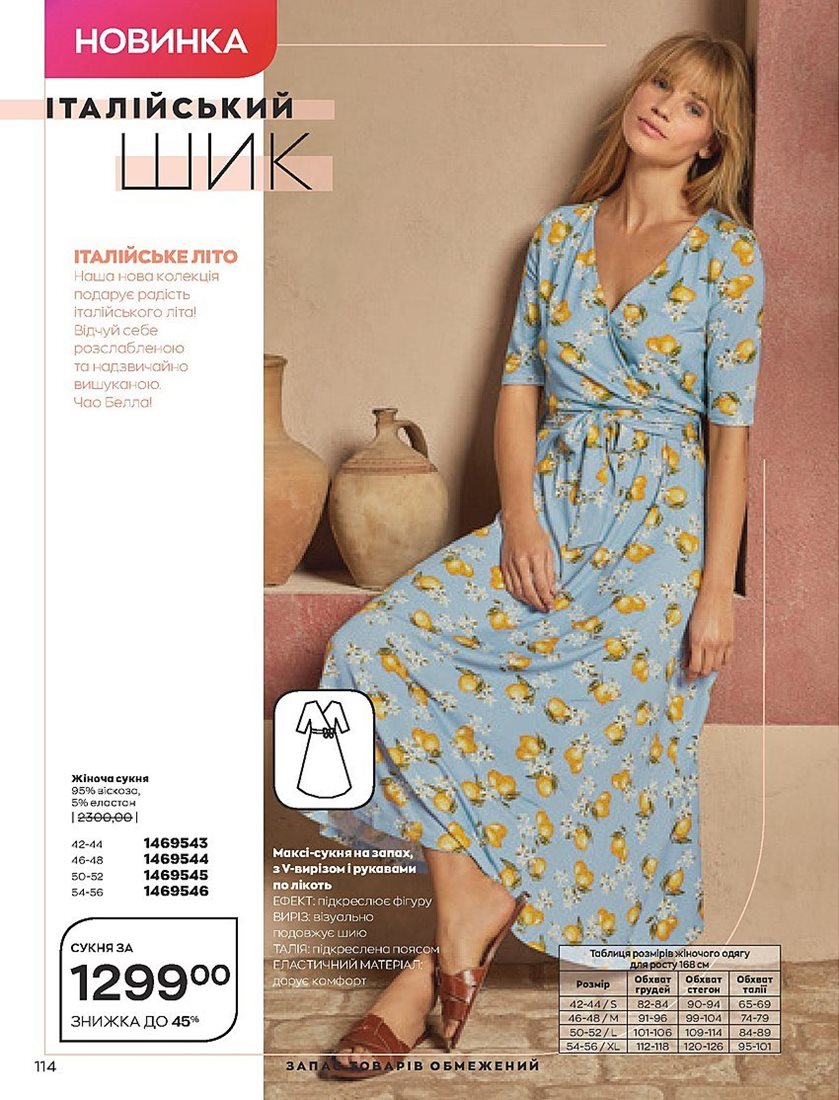 НОВИНКА
ІТАЛІЙСЬКИЙ
ШИК
ІТАЛІЙСЬКЕ ЛІТО
Наша нова колекція
подарує радість
італійського літа!
Відчуй себе
розслабленою
та надзвичайно
вишуканою.
Чао Белла!
Жіноча сукня
95% віскоза,
5% еластан
| 2300,00 |
42-44 1469543
46-48 1469544
50-52 1469545
54-56 1469546
СУКНЯ ЗА
1299⁰⁰
ЗНИЖКА ДО 45%
Максі-сукня на запах,
з V-вирізом і рукавами
по лікоть
ЕФЕКТ: підкреслює фігуру
ВИРІЗ: візуально
подовжує шию
ТАЛІЯ: підкреслена поясом
ЕЛАСТИЧНИЙ МАТЕРІАЛ:
дарує комфорт
Таблиця розмірів жіночого одягу
для росту 168 см
Розмір Обхват грудей Обхват стегон Обхват талії
42-44 / S 82-84 90-94 65-69
46-48 / M 91-96 99-104 74-79
50-52 / L 101-106 109-114 84-89
54-56 / XL 112-118 120-126 95-101
114
ЗАПАС ТОВАРІВ ОБМЕЖЕНИЙ